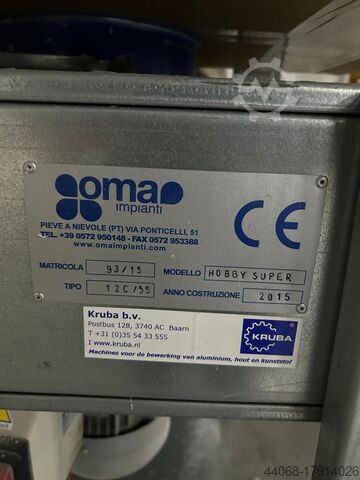 oma
impianti
PIEVE A NIEVOLE (PT) VIA PONTICELLI, 51
TEL. +39 0572 950148 - FAX 0572 953388
www.omaimpianti.com
CE
MATRICOLA 93/15 MODELLO HOBBY SUPER
TIPO 120/55 ANNO COSTRUZIONE 2015
Kruba b.v.
Postbus 128, 3740 AC Baarn
T +31 (0)35 54 33 555
I www.kruba.nl
KRUBA
Machines voor de bewerking van aluminium, hout en kunststof
44068-17914026